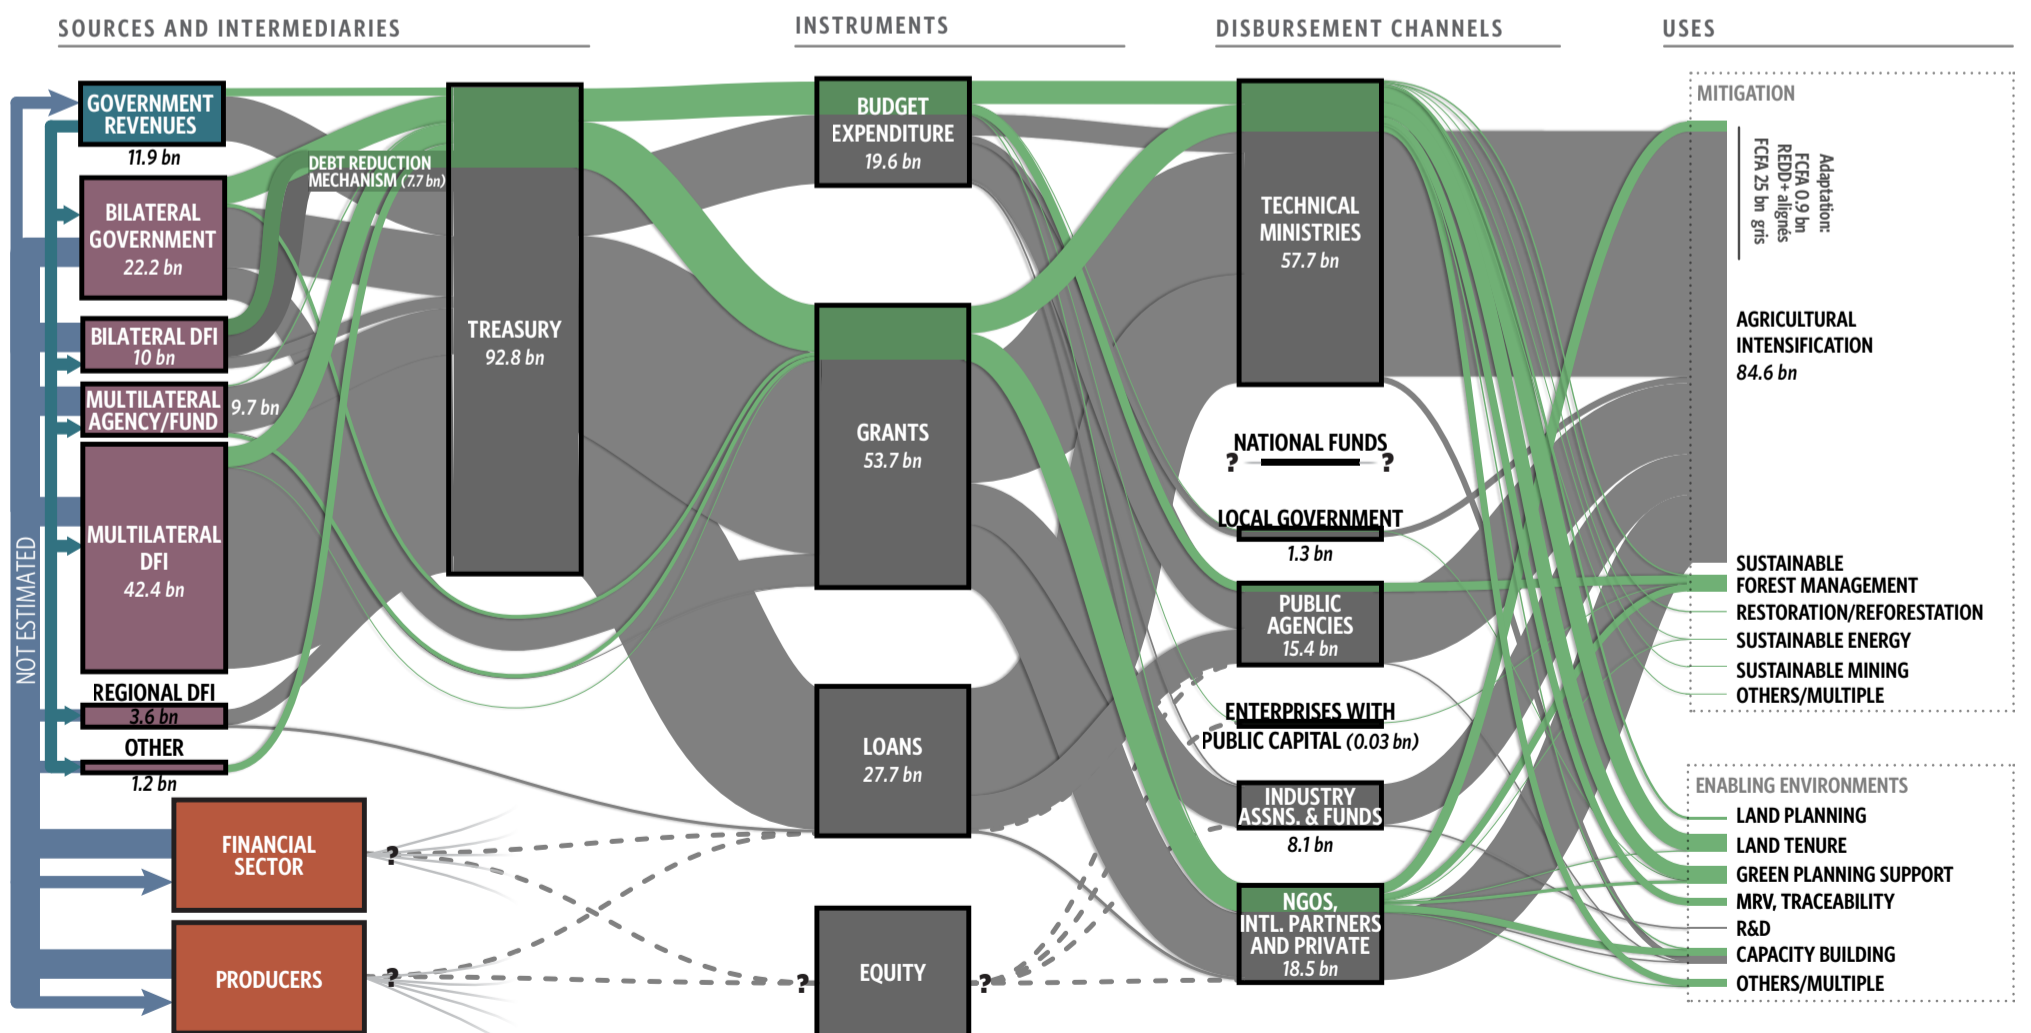 SOURCES AND INTERMEDIARIES
INSTRUMENTS
DISBURSEMENT CHANNELS
USES
NOT ESTIMATED
GOVERNMENT
REVENUES
11.9 bn
BILATERAL
GOVERNMENT
22.2 bn
BILATERAL DFI
10 bn
MULTILATERAL
AGENCY/FUND
9.7 bn
MULTILATERAL
DFI
42.4 bn
REGIONAL DFI
3.6 bn
OTHER
1.2 bn
FINANCIAL
SECTOR
?
PRODUCERS
?
DEBT REDUCTION
MECHANISM (7.7 bn)
TREASURY
92.8 bn
BUDGET
EXPENDITURE
19.6 bn
GRANTS
53.7 bn
LOANS
27.7 bn
?
EQUITY
?
TECHNICAL
MINISTRIES
57.7 bn
NATIONAL FUNDS
? ?
LOCAL GOVERNMENT
1.3 bn
PUBLIC
AGENCIES
15.4 bn
ENTERPRISES WITH
PUBLIC CAPITAL (0.03 bn)
INDUSTRY
ASSNS. & FUNDS
8.1 bn
NGOS,
INTL. PARTNERS
AND PRIVATE
18.5 bn
MITIGATION
Adaptation:
FCFA 0.9 bn
REDD+ alignés
FCFA 25 bn gris
AGRICULTURAL
INTENSIFICATION
84.6 bn
SUSTAINABLE
FOREST MANAGEMENT
RESTORATION/REFORESTATION
SUSTAINABLE ENERGY
SUSTAINABLE MINING
OTHERS/MULTIPLE
ENABLING ENVIRONMENTS
LAND PLANNING
LAND TENURE
GREEN PLANNING SUPPORT
MRV, TRACEABILITY
R&D
CAPACITY BUILDING
OTHERS/MULTIPLE